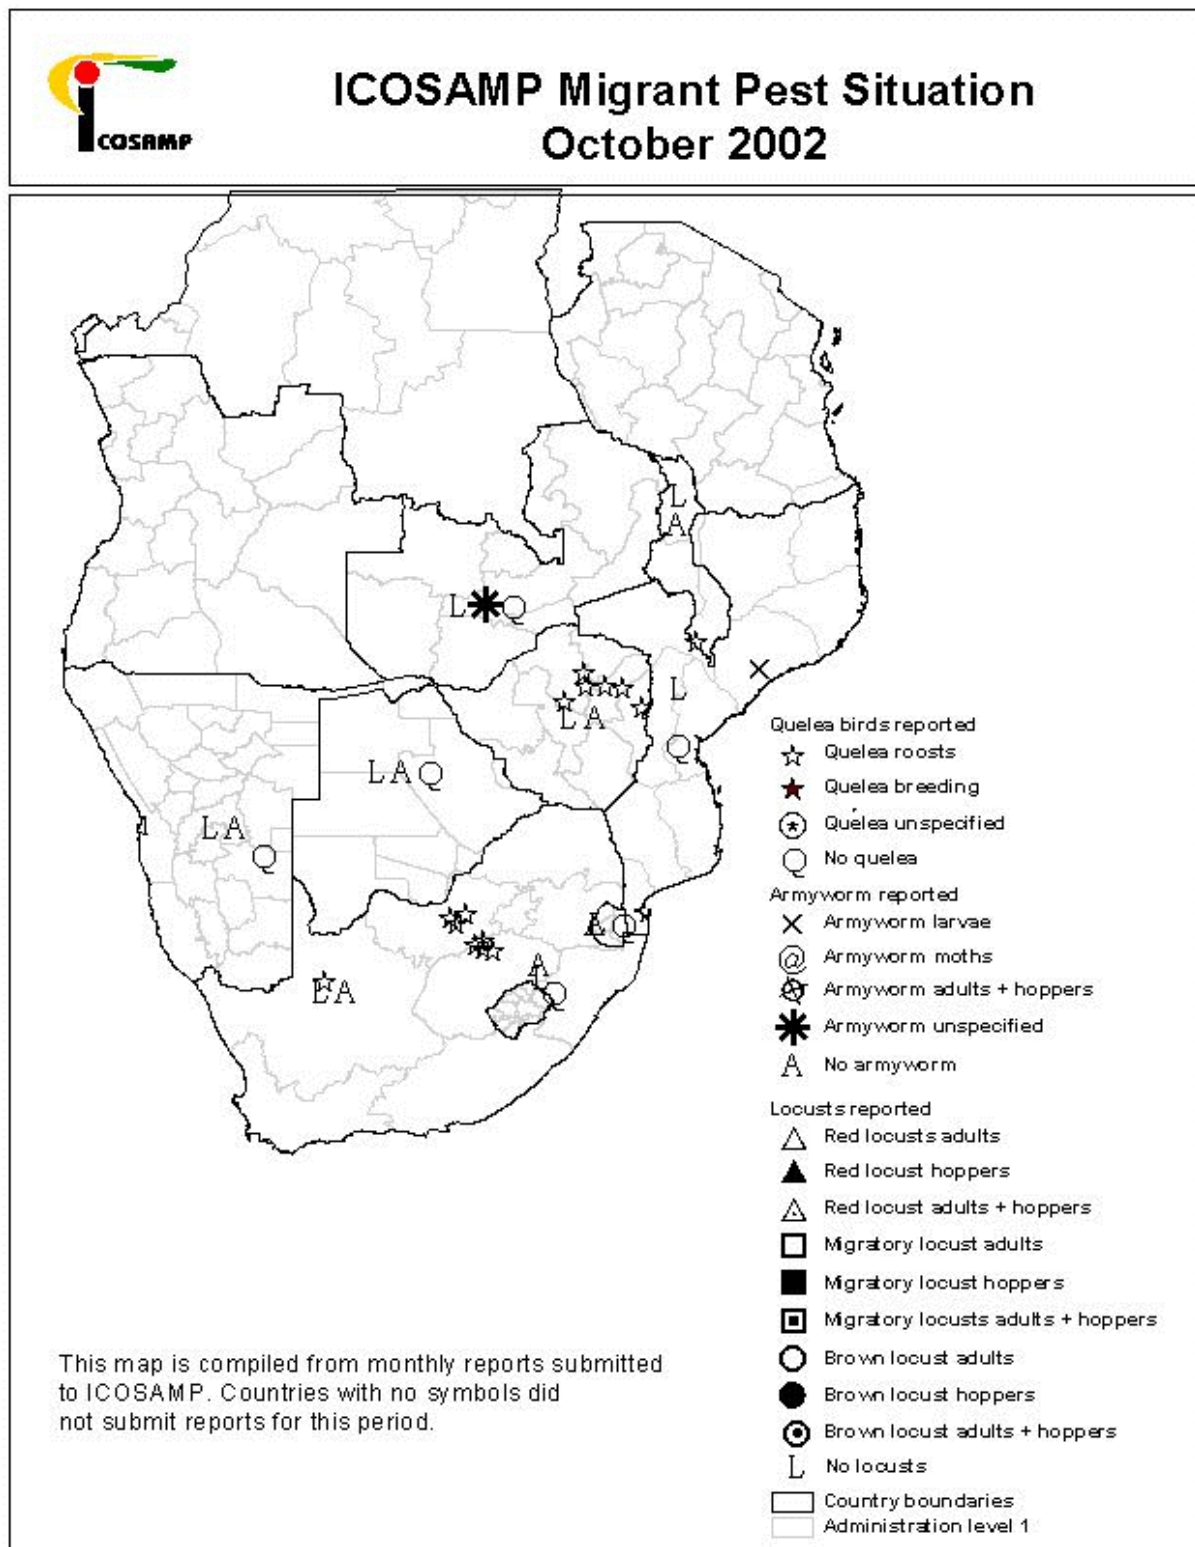 COSAMP
ICOSAMP Migrant Pest Situation
October 2002
L
A
L
Q
L
L A
Q
L A Q
L A
Q
A
Q
L
A
L
Q
L A
Quelea birds reported
Quelea roosts
Quelea breeding
Quelea unspecified
Q No quelea
Armyworm reported
Armyworm larvae
@ Armyworm moths
Armyworm adults + hoppers
Armyworm unspecified
A No armyworm
Locusts reported
Red locusts adults
Red locust hoppers
Red locust adults + hoppers
Migratory locust adults
Migratory locust hoppers
Migratory locusts adults + hoppers
Brown locust adults
Brown locust hoppers
Brown locust adults + hoppers
L No locusts
Country boundaries
Administration level 1
This map is compiled from monthly reports submitted
to ICOSAMP. Countries with no symbols did
not submit reports for this period.